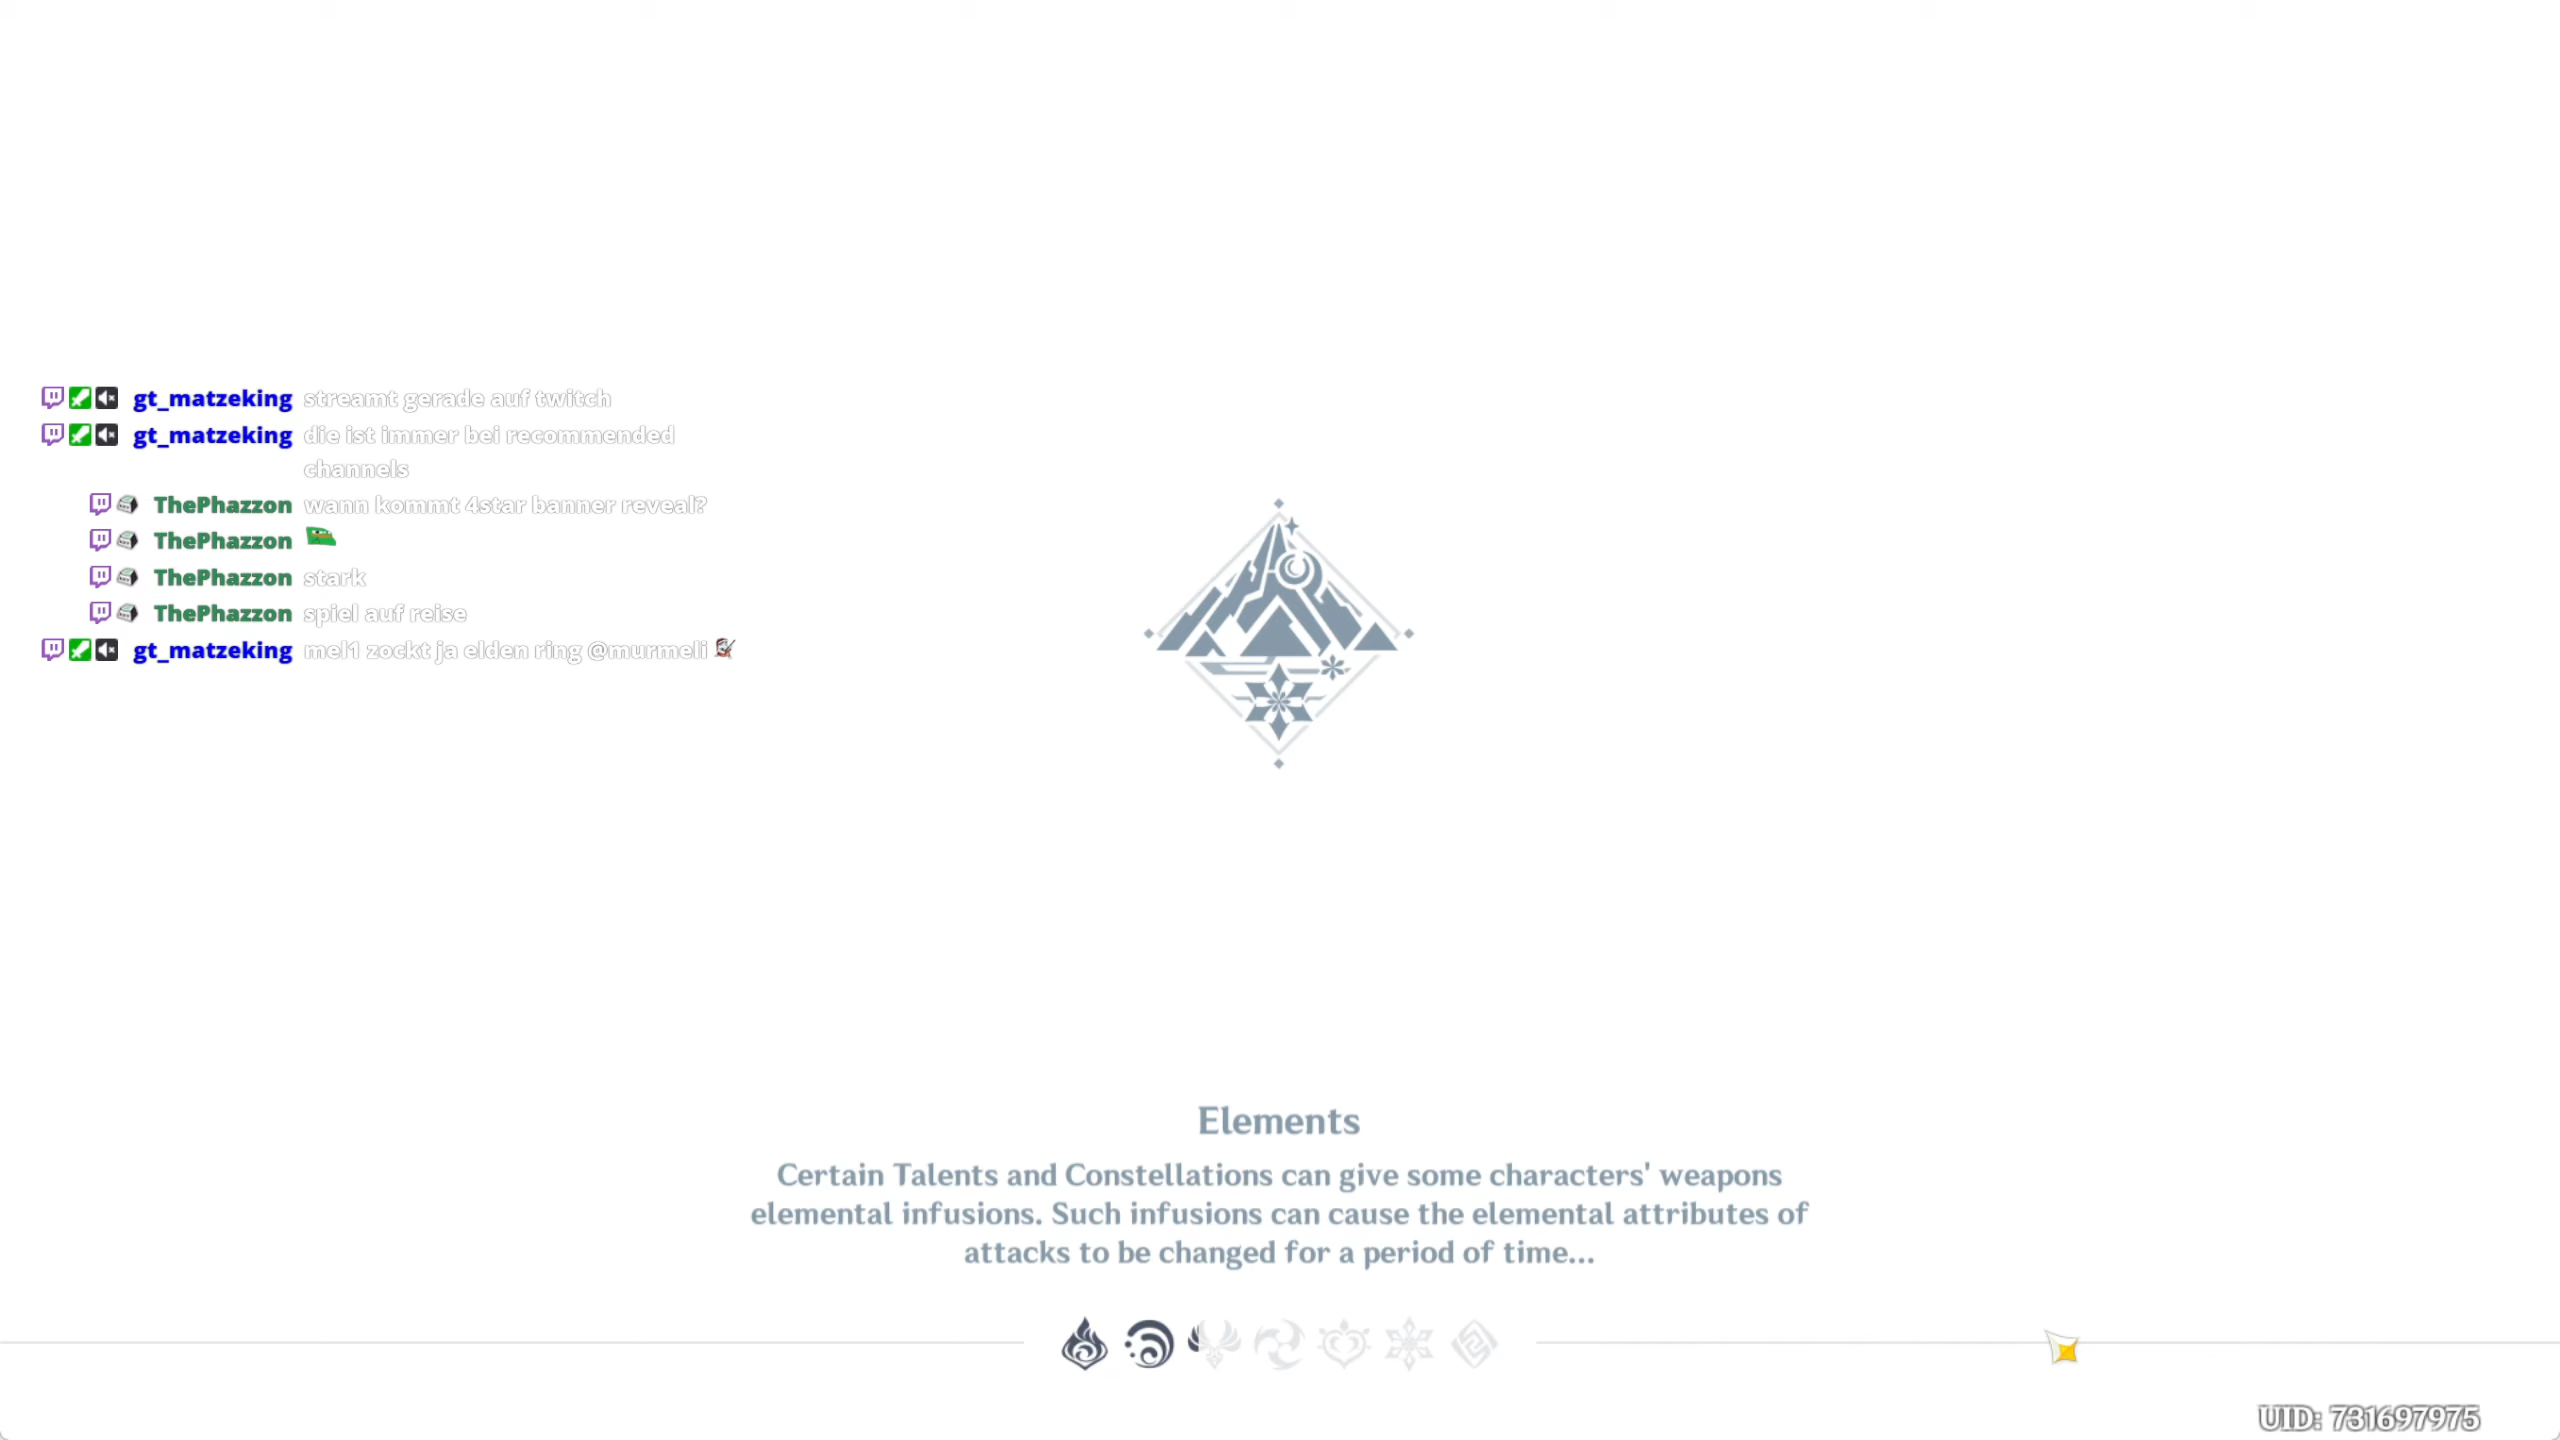 gt_matzeking streamt gerade auf twitch
gt_matzeking die ist immer bei recommended
channels
ThePhazzon wann kommt 4star banner reveal?
ThePhazzon
ThePhazzon stark
ThePhazzon spiel auf reise
gt_matzeking mel1 zockt ja elden ring @murmeli
Elements
Certain Talents and Constellations can give some characters' weapons
elemental infusions. Such infusions can cause the elemental attributes of
attacks to be changed for a period of time...
UID: 731697975